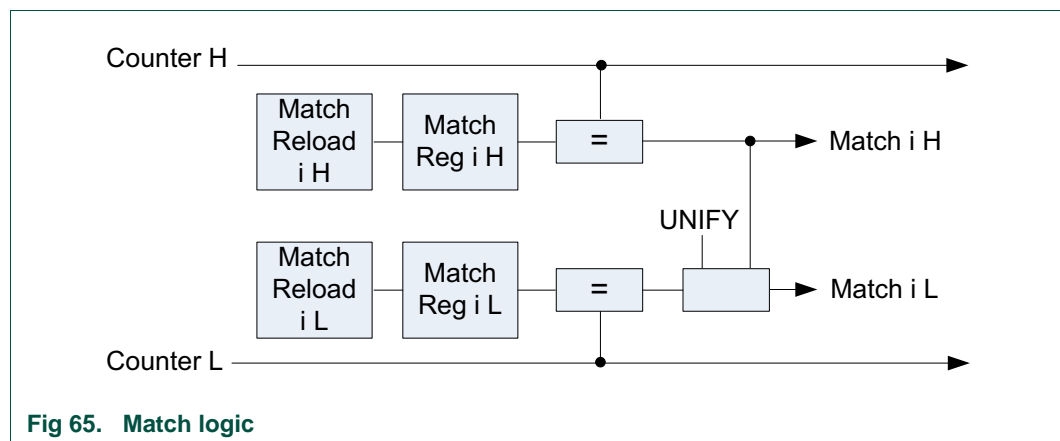 Counter H
Match
Reload
i H
Match
Reg i H
=
Match i H
UNIFY
Match
Reload
i L
Match
Reg i L
=
Match i L
Counter L
Fig 65. Match logic